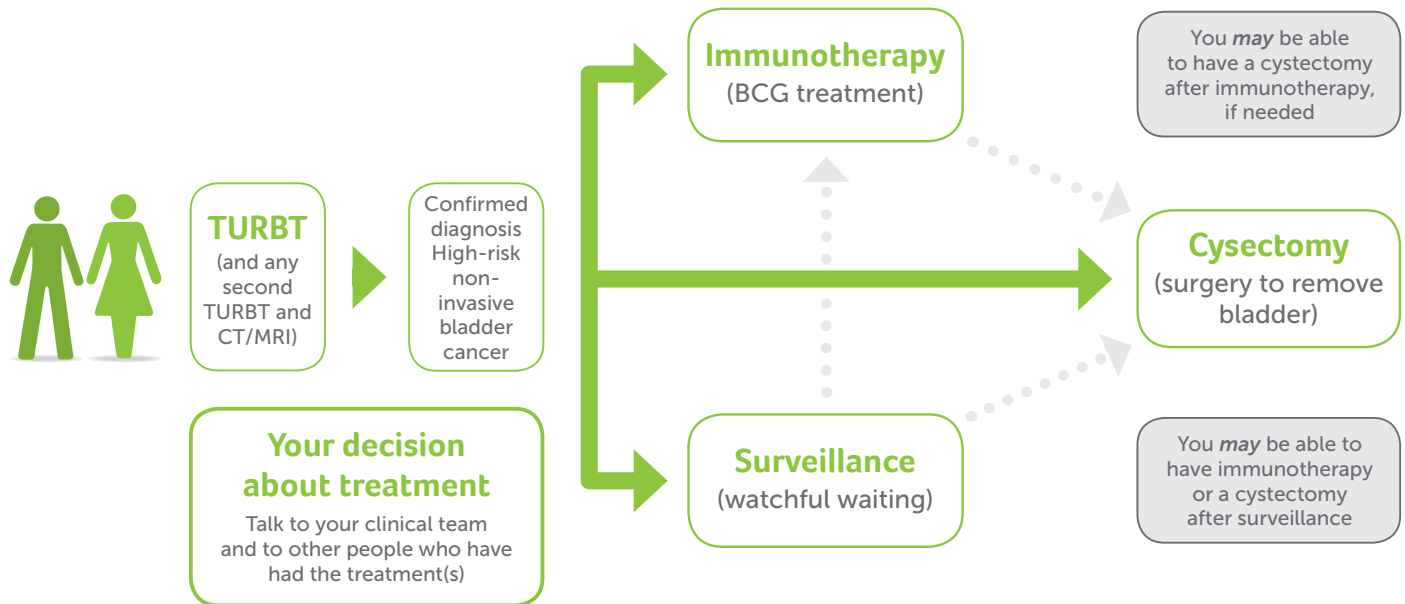 TURBT
(and any
second
TURBT and
CT/MRI)
Confirmed
diagnosis
High-risk
non-
invasive
bladder
cancer
Your decision
about treatment
Talk to your clinical team
and to other people who have
had the treatment(s)
Immunotherapy
(BCG treatment)
Surveillance
(watchful waiting)
You may be able
to have a cystectomy
after immunotherapy,
if needed
Cysectomy
(surgery to remove
bladder)
You may be able to
have immunotherapy
or a cystectomy
after surveillance